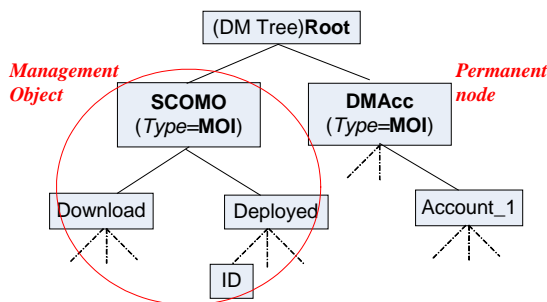 (DM Tree)Root
Management
Object
Permanent
node
SCOMO
(Type=MOI)
DMAcc
(Type=MOI)
Download
Deployed
Account_1
ID